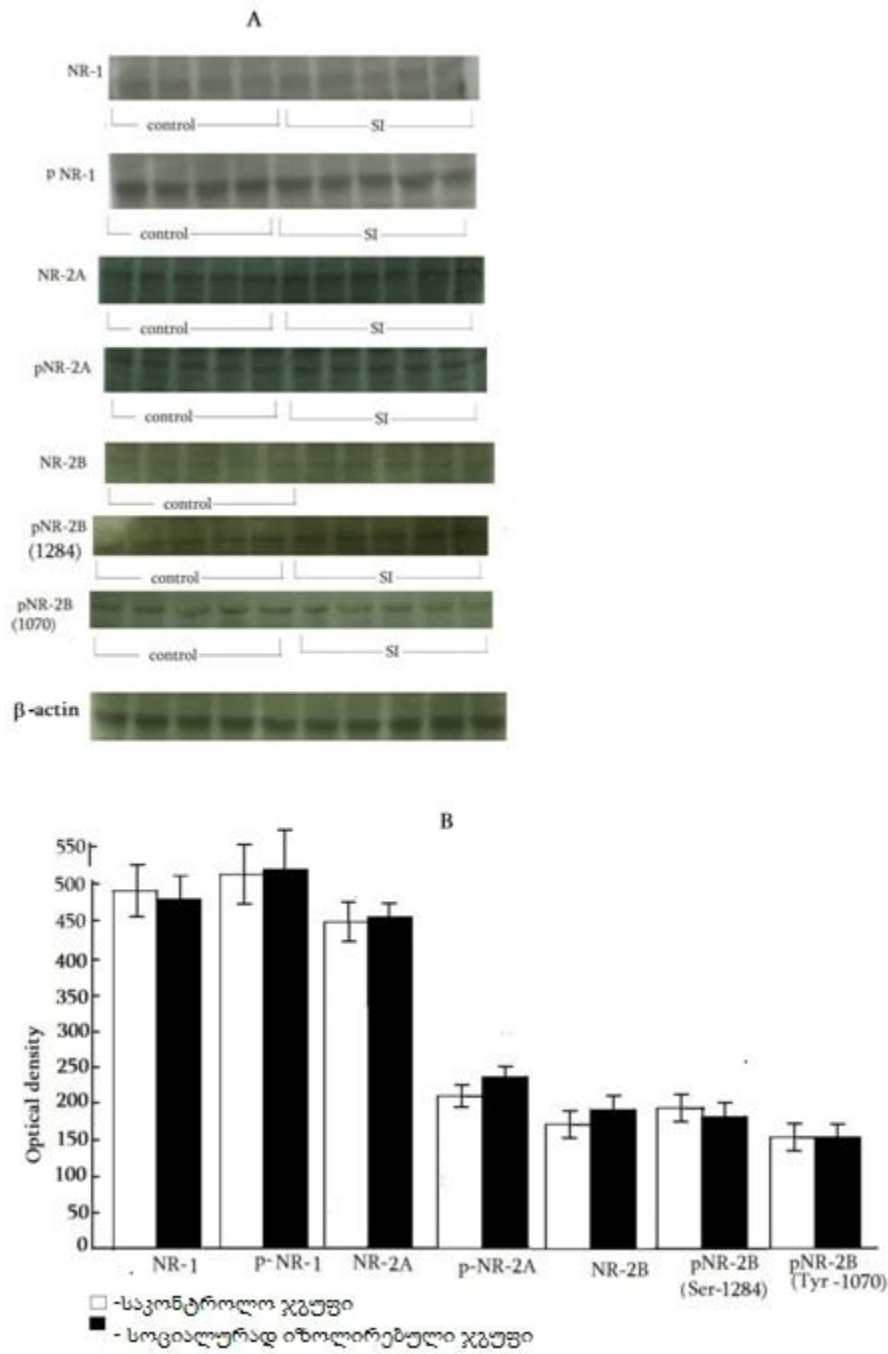 A
NR-1
control SI
p NR-1
control SI
NR-2A
control SI
pNR-2A
control SI
NR-2B
control
pNR-2B
(1284)
control SI
pNR-2B
(1070)
control SI
β-actin
B
Optical density
550
500
450
400
350
300
250
200
150
100
50
0
NR-1 p-NR-1 NR-2A p-NR-2A NR-2B pNR-2B pNR-2B
(Ser-1284) (Tyr -1070)
-საკონტროლო ჯგუფი
- სოციალურად იზოლირებული ჯგუფი